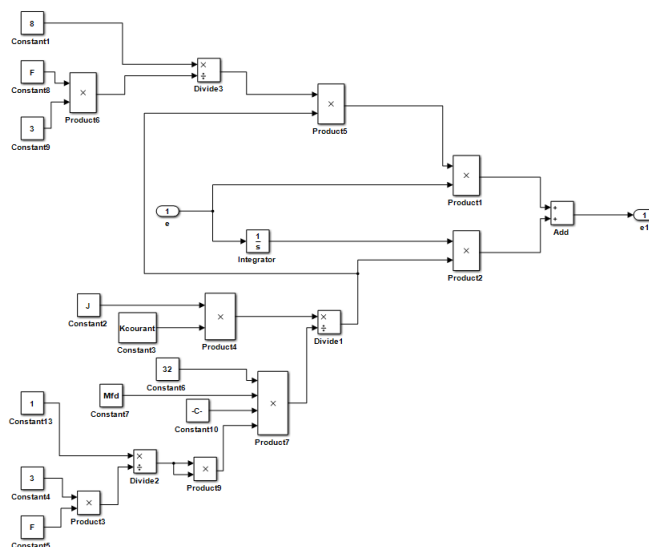 8
Constant1
F
Constant8
3
Constant9
×
Product6
×
÷
Divide3
×
Product5
1
e
1
s
Integrator
×
Product1
×
Product2
+
+
Add
1
e1
J
Constant2
Kcourant
Constant3
×
Product4
×
÷
Divide1
32
Constant6
Mfd
Constant7
-C-
Constant10
×
Product7
1
Constant13
×
÷
Divide2
×
Product9
3
Constant4
F
Constant5
×
Product3